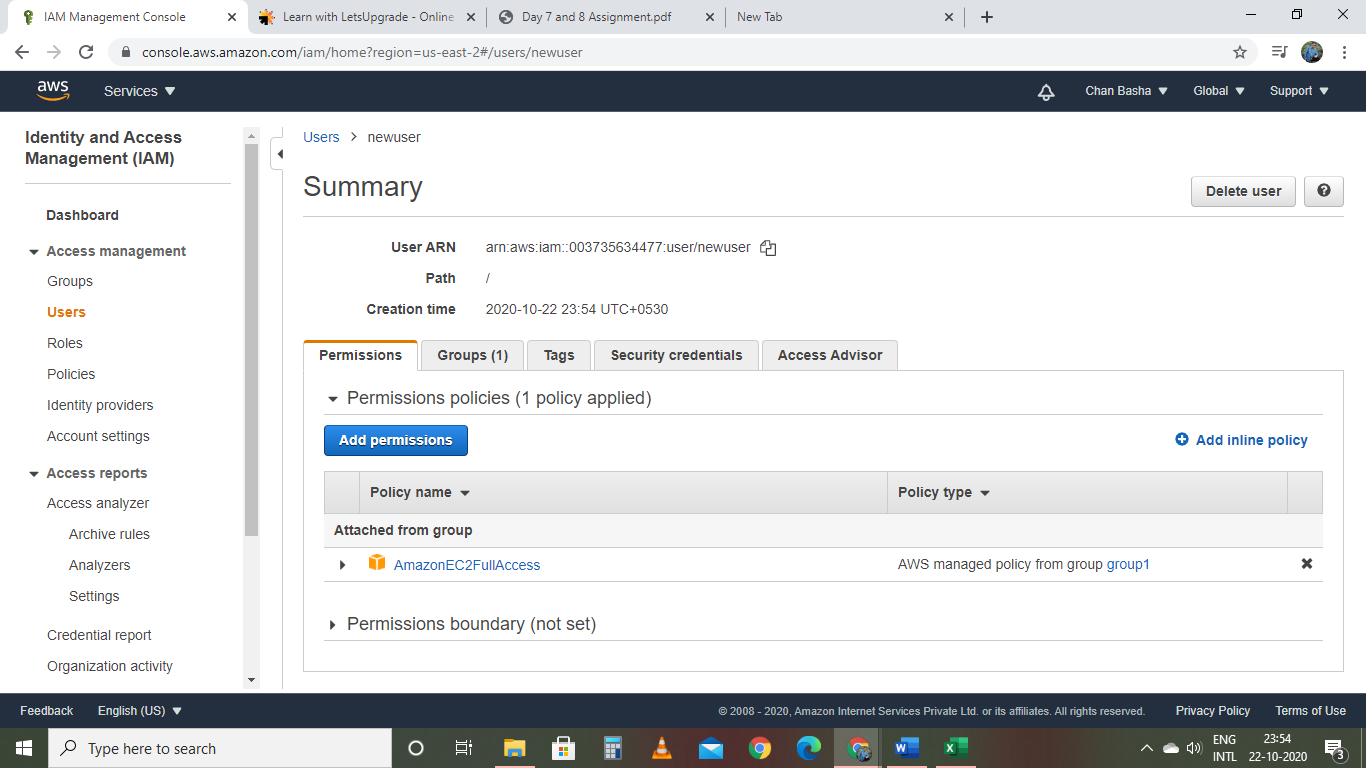 IAM Management Console
Learn with LetsUpgrade - Online
Day 7 and 8 Assignment.pdf
New Tab
console.aws.amazon.com/iam/home?region=us-east-2#/users/newuser
aws
Services
Chan Basha
Global
Support
Identity and Access
Management (IAM)
Dashboard
Access management
Groups
Users
Roles
Policies
Identity providers
Account settings
Access reports
Access analyzer
Archive rules
Analyzers
Settings
Credential report
Organization activity
Users > newuser
Summary
Delete user
User ARN arn:aws:iam::003735634477:user/newuser
Path /
Creation time 2020-10-22 23:54 UTC+0530
Permissions
Groups (1)
Tags
Security credentials
Access Advisor
Permissions policies (1 policy applied)
Add permissions
Add inline policy
Policy name
Policy type
Attached from group
AmazonEC2FullAccess
AWS managed policy from group group1
Permissions boundary (not set)
Feedback
English (US)
© 2008 - 2020, Amazon Internet Services Private Ltd. or its affiliates. All rights reserved.
Privacy Policy
Terms of Use
Type here to search
ENG
INTL
23:54
22-10-2020
3